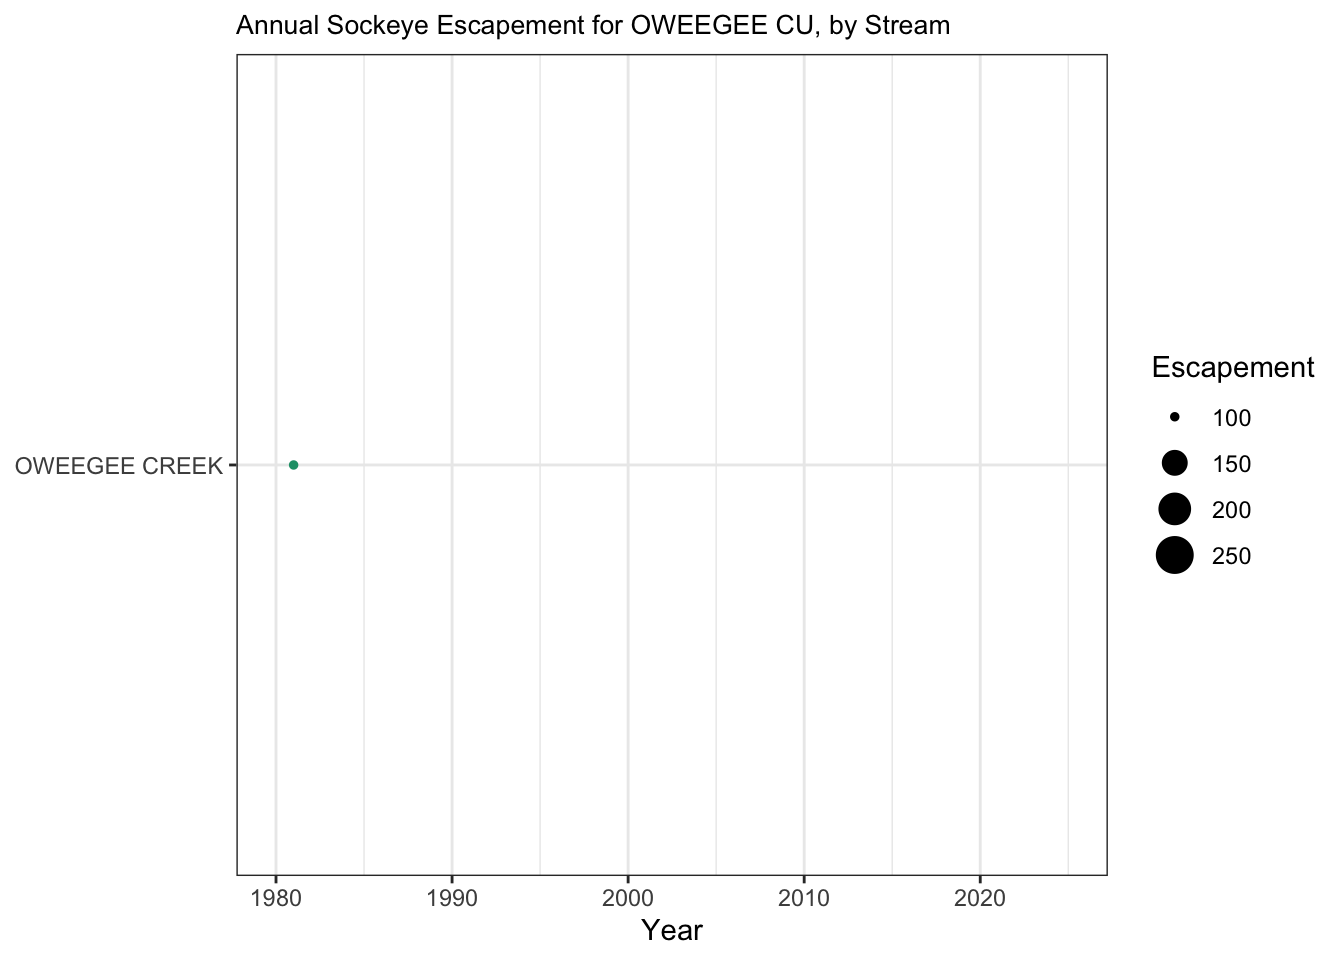 Annual Sockeye Escapement for OWEEGEE CU, by Stream
OWEEGEE CREEK
1980 1990 2000 2010 2020
Year
Escapement
100
150
200
250